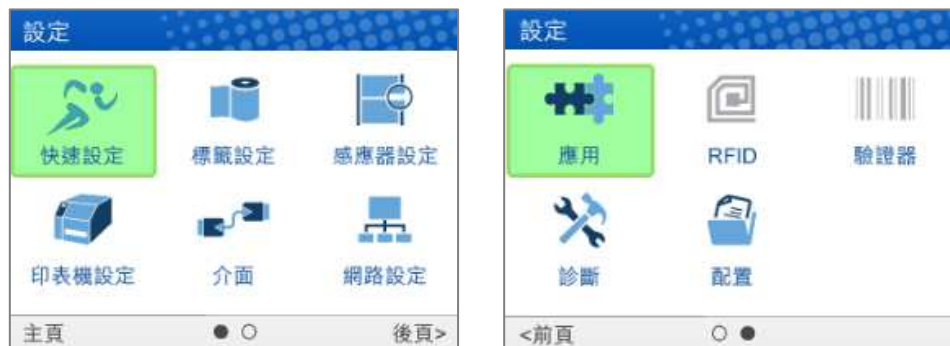 設定
快速設定 標籤設定 感應器設定
印表機設定 介面 網路設定
主頁 後頁>
設定
應用 RFID 驗證器
診斷 配置
<前頁